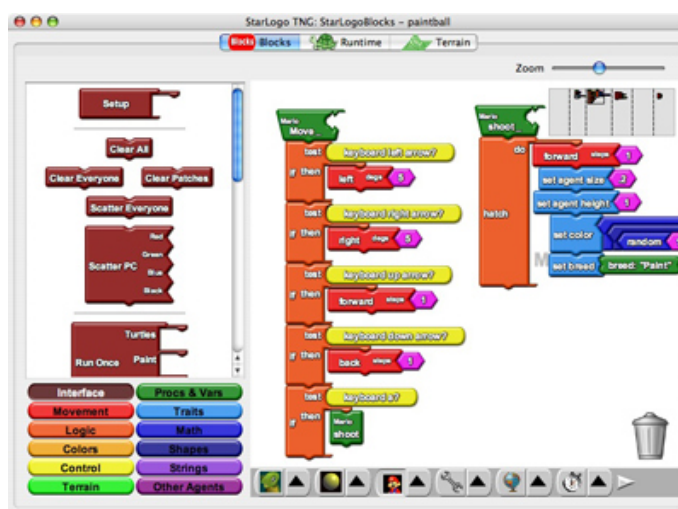 StarLogo TNG: StarLogoBlocks – paintball
Blocks Blocks Runtime Terrain
Zoom
Setup
Clear All
Clear Everyone Clear Patches
Scatter Everyone
Scatter PC
Red
Green
Blue
Black
Run Once
Turtles
Paint
Interface Procs & Vars
Movement Traits
Logic Math
Colors Shapes
Control Strings
Terrain Other Agents
Mario
Move
test keyboard left arrow?
if then left degs 5
test keyboard right arrow?
if then right degs 5
test keyboard up arrow?
if then forward steps 1
test keyboard down arrow?
if then back steps 1
test
if then Mario
shoot
Mario
shoot
hatch
do forward steps 1
set agent size
set agent height 1
set color random
set breed breed: "Paint"